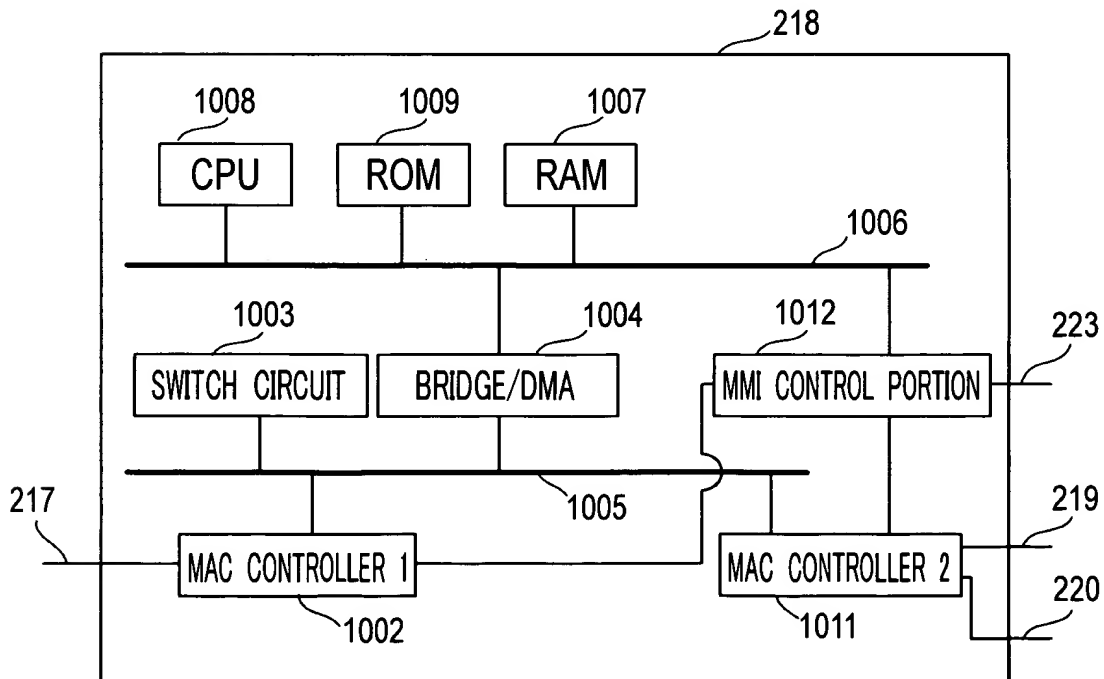 218
1008
1009
1007
CPU
ROM
RAM
1006
1003
1004
1012
223
SWITCH CIRCUIT
BRIDGE/DMA
MMI CONTROL PORTION
217
1005
219
MAC CONTROLLER 1
MAC CONTROLLER 2
220
1002
1011